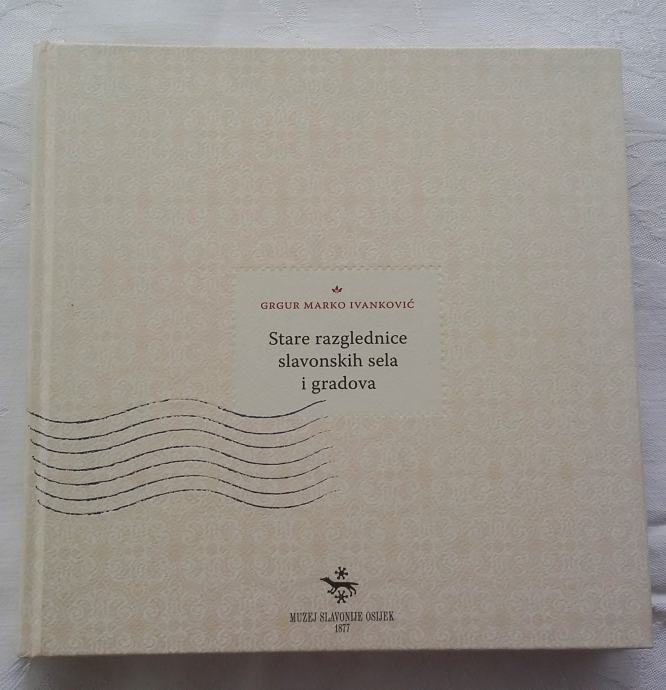 GRGUR MARKO IVANKOVIĆ
Stare razglednice
slavonskih sela
i gradova
MUZEJ SLAVONIJE OSIJEK
1877